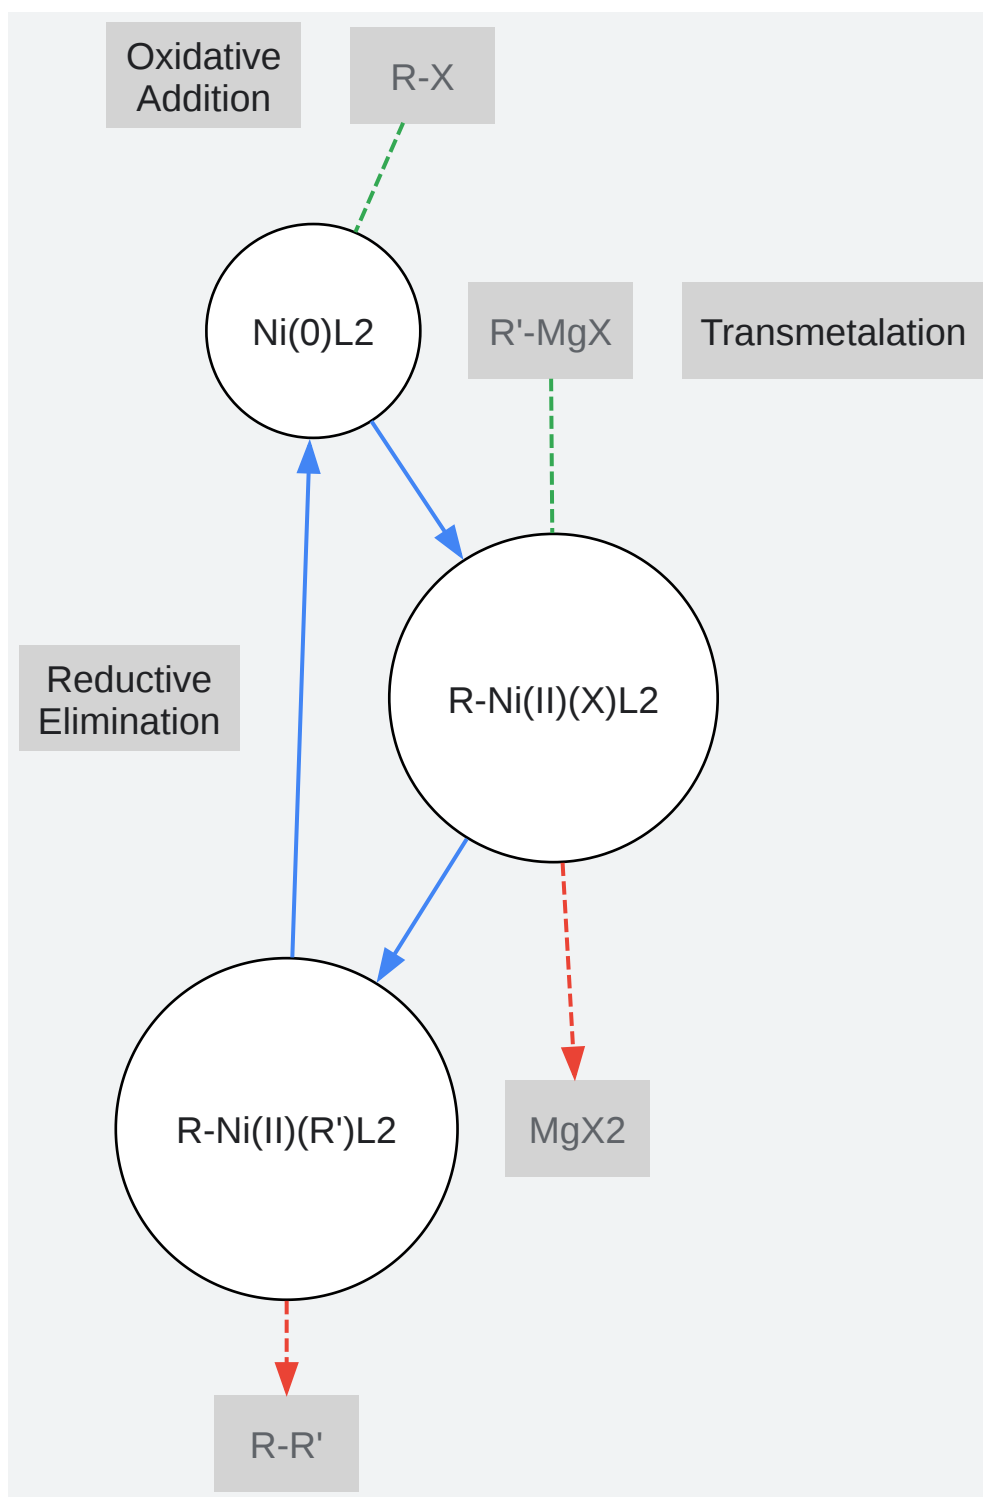 Oxidative
Addition
R-X
Ni(0)L2
R'-MgX
Transmetalation
Reductive
Elimination
R-Ni(II)(X)L2
R-Ni(II)(R')L2
MgX2
R-R'